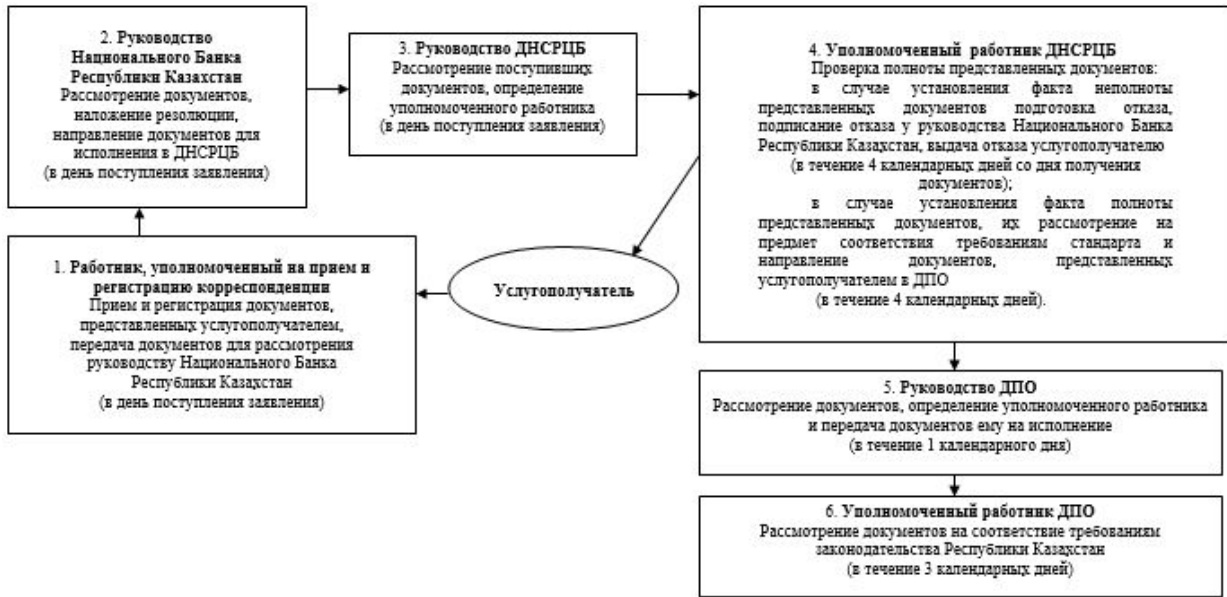 2. Руководство
Национального Банка
Республики Казахстан
Рассмотрение документов,
наложение резолюции,
направление документов для
исполнения в ДНСРЦБ
(в день поступления заявления)
3. Руководство ДНСРЦБ
Рассмотрение поступивших
документов, определение
уполномоченного работника
(в день поступления заявления)
4. Уполномоченный работник ДНСРЦБ
Проверка полноты представленных документов:
в случае установления факта неполноты
представленных документов подготовка отказа,
подписание отказа у руководства Национального Банка
Республики Казахстан, выдача отказа услугополучателю
(в течение 4 календарных дней со дня получения
документов);
в случае установления факта полноты
представленных документов, их рассмотрение на
предмет соответствия требованиям стандарта и
направление документов, представленных
услугополучателем в ДПО
(в течение 4 календарных дней).
1. Работник, уполномоченный на прием и
регистрацию корреспонденции
Прием и регистрация документов,
представленных услугополучателем,
передача документов для рассмотрения
руководству Национального Банка
Республики Казахстан
(в день поступления заявления)
Услугополучатель
5. Руководство ДПО
Рассмотрение документов, определение уполномоченного работника
и передача документов ему на исполнение
(в течение 1 календарного дня)
6. Уполномоченный работник ДПО
Рассмотрение документов на соответствие требованиям
законодательства Республики Казахстан
(в течение 3 календарных дней)